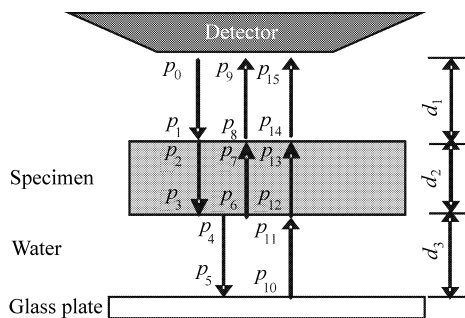 Detector
p0 p9 p15
d1
p1 p8 p14
p2 p7 p13
Specimen
d2
p3 p6 p12
p4 p11
Water
d3
p5 p10
Glass plate